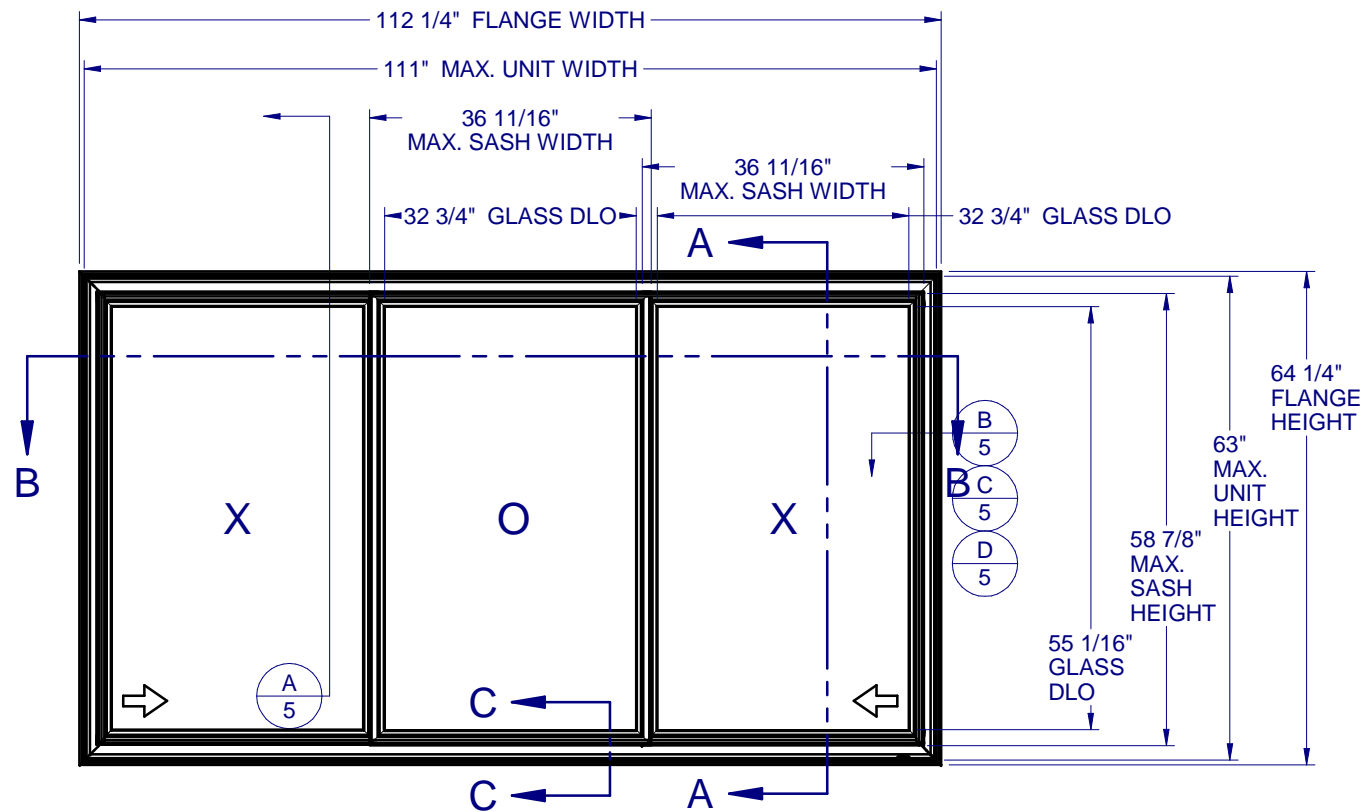 112 1/4" FLANGE WIDTH
111" MAX. UNIT WIDTH
36 11/16"
MAX. SASH WIDTH
36 11/16"
MAX. SASH WIDTH
32 3/4" GLASS DLO
32 3/4" GLASS DLO
A
B
B
X
O
X
B
5
C
5
D
5
64 1/4"
FLANGE
HEIGHT
63"
MAX.
UNIT
HEIGHT
58 7/8"
MAX.
SASH
HEIGHT
55 1/16"
GLASS
DLO
A
5
C
C
A